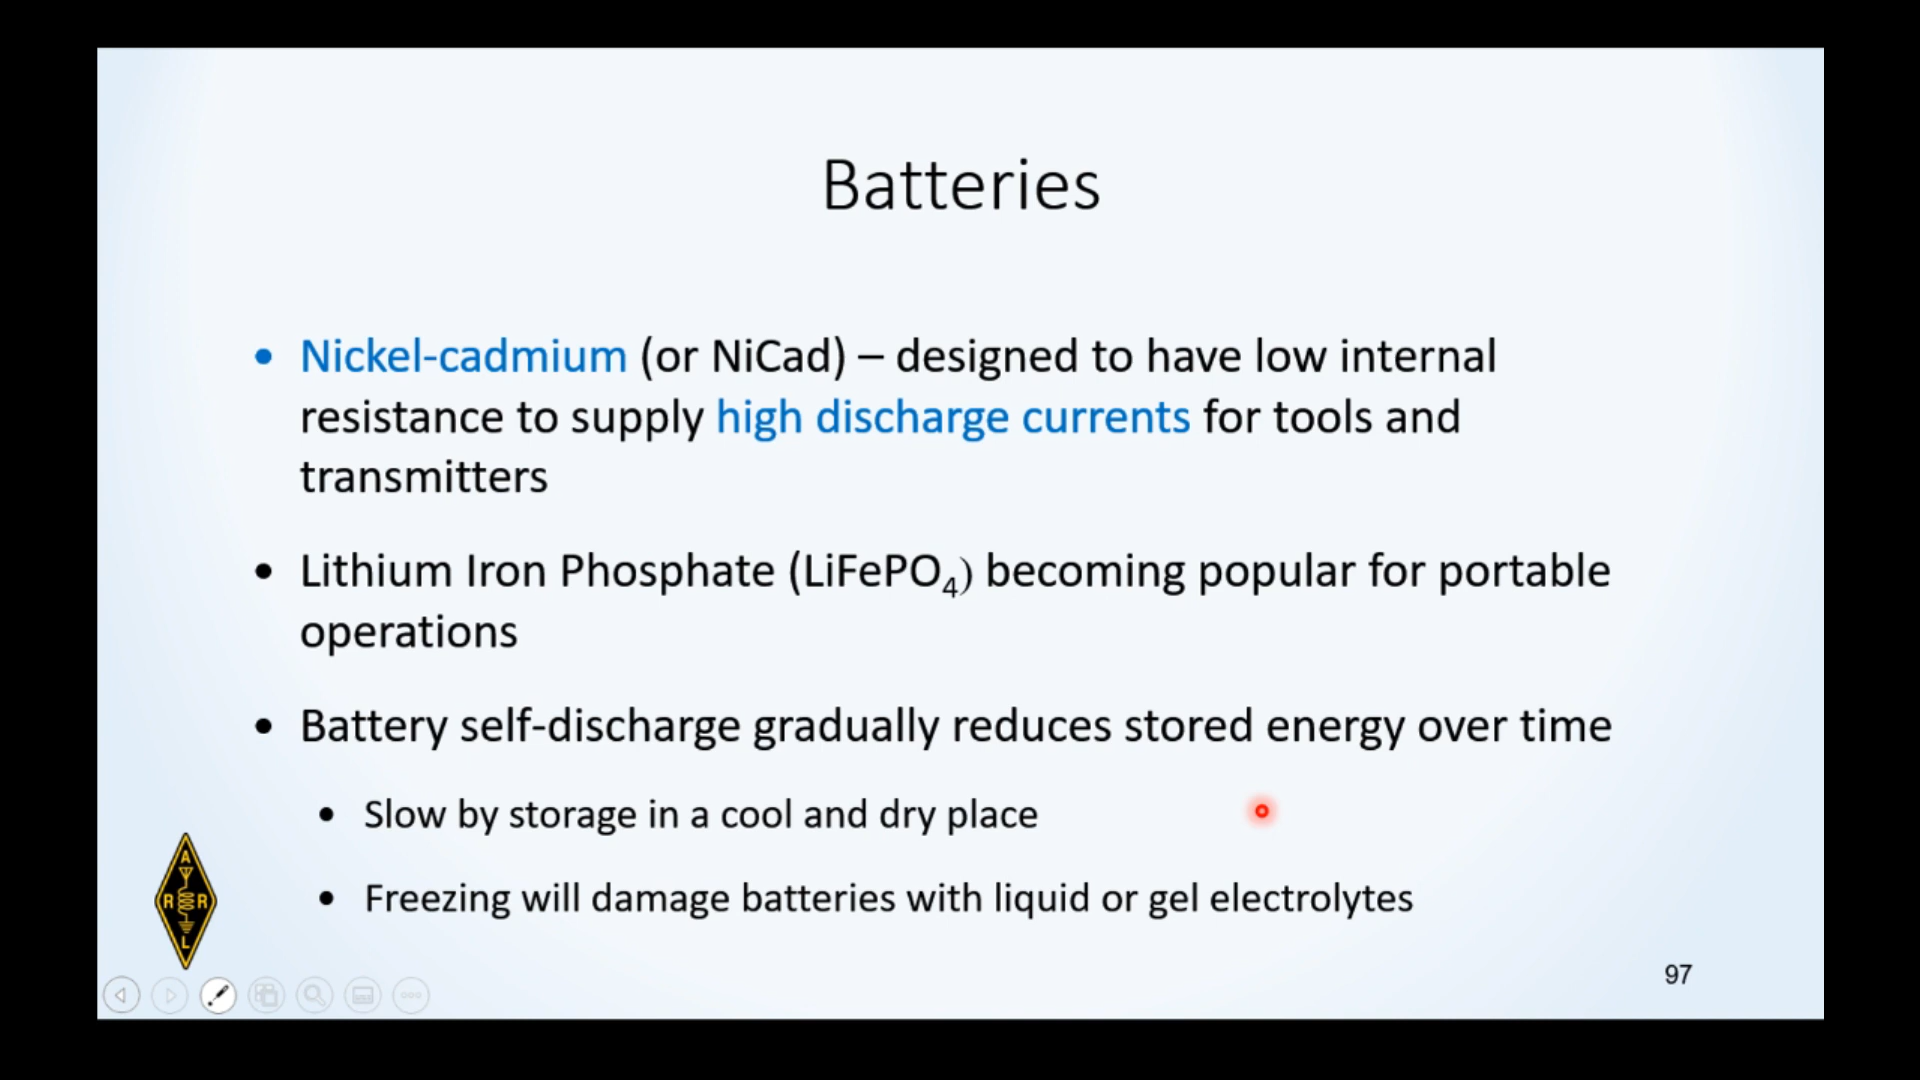 Batteries
• Nickel-cadmium (or NiCad) – designed to have low internal
resistance to supply high discharge currents for tools and
transmitters
• Lithium Iron Phosphate (LiFePO₄) becoming popular for portable
operations
• Battery self-discharge gradually reduces stored energy over time
• Slow by storage in a cool and dry place
• Freezing will damage batteries with liquid or gel electrolytes
A
R R
L
97